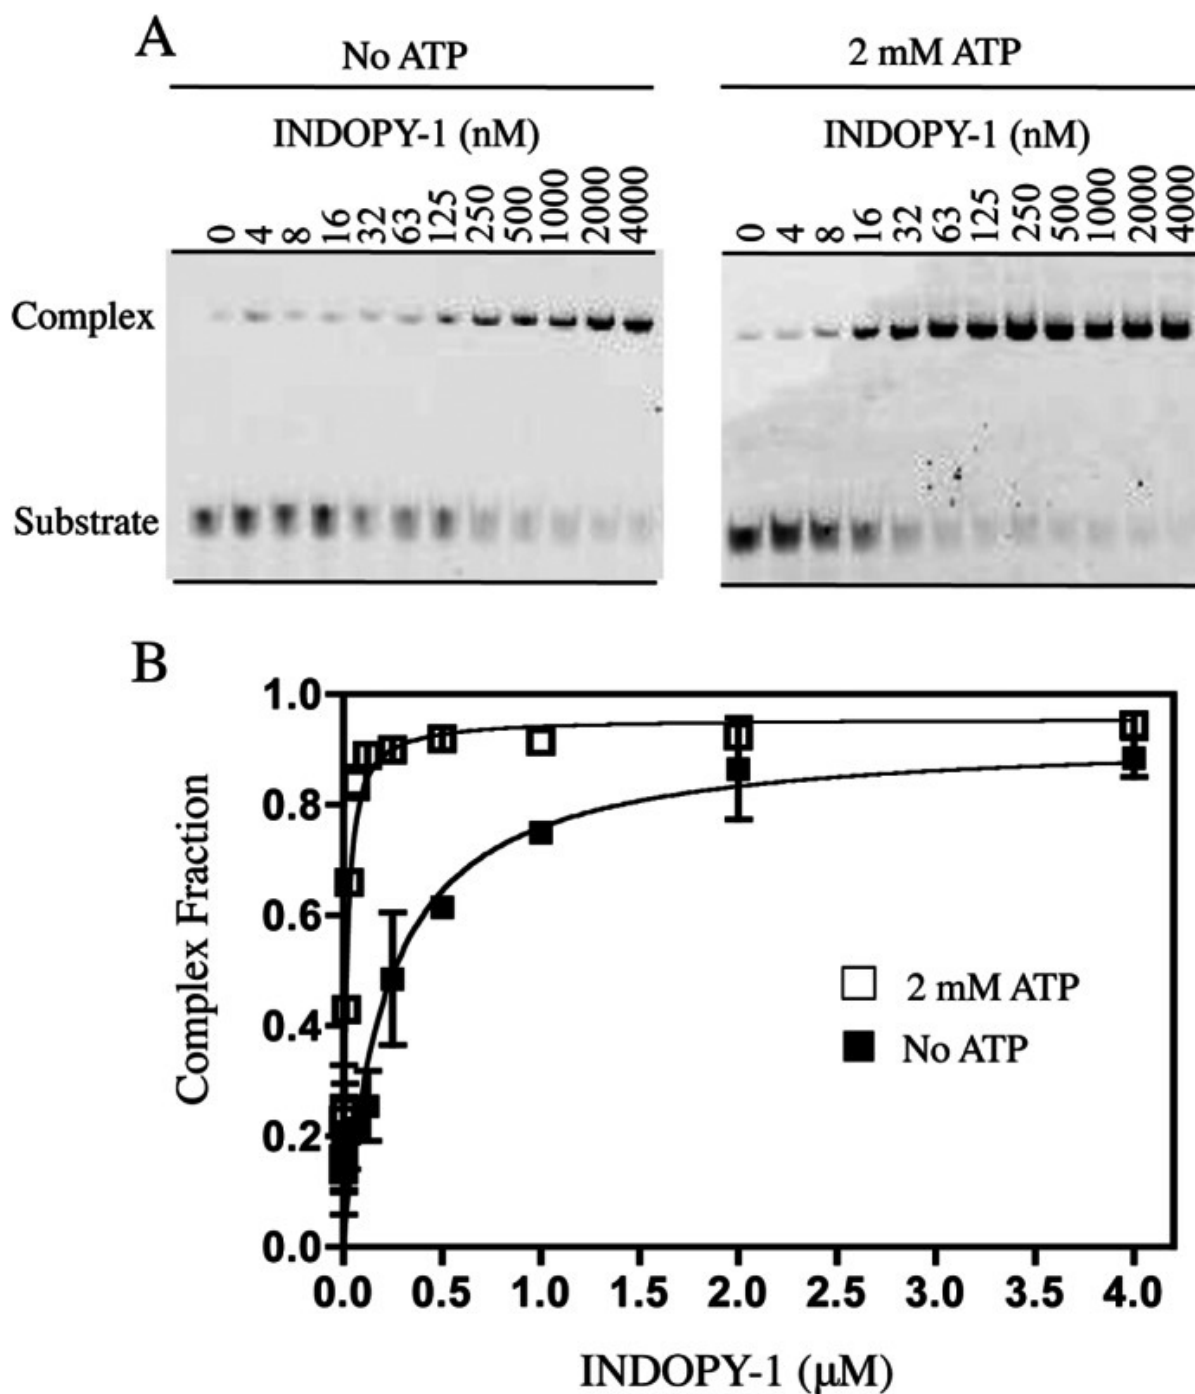 A
No ATP
2 mM ATP
INDOPY-1 (nM)
INDOPY-1 (nM)
0 4 8 16 32 63 125 250 500 1000 2000 4000
0 4 8 16 32 63 125 250 500 1000 2000 4000
Complex
Substrate
B
Complex Fraction
1.0
0.8
0.6
0.4
0.2
0.0
2 mM ATP
No ATP
0.0 0.5 1.0 1.5 2.0 2.5 3.0 3.5 4.0
INDOPY-1 (μM)